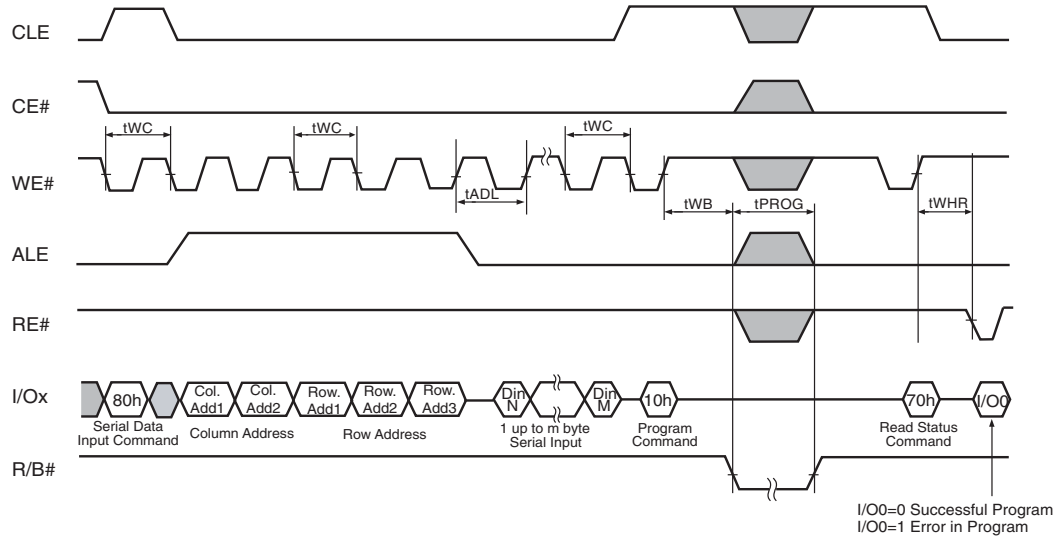 CLE
CE#
tWC
tWC
tWC
WE#
tADL
tWB
tPROG
tWHR
ALE
RE#
I/Ox
80h
Col.
Add1
Col.
Add2
Row.
Add1
Row.
Add2
Row.
Add3
Din
N
Din
M
10h
70h
I/O0
Serial Data
Input Command
Column Address
Row Address
1 up to m byte
Serial Input
Program
Command
Read Status
Command
R/B#
I/O0=0 Successful Program
I/O0=1 Error in Program